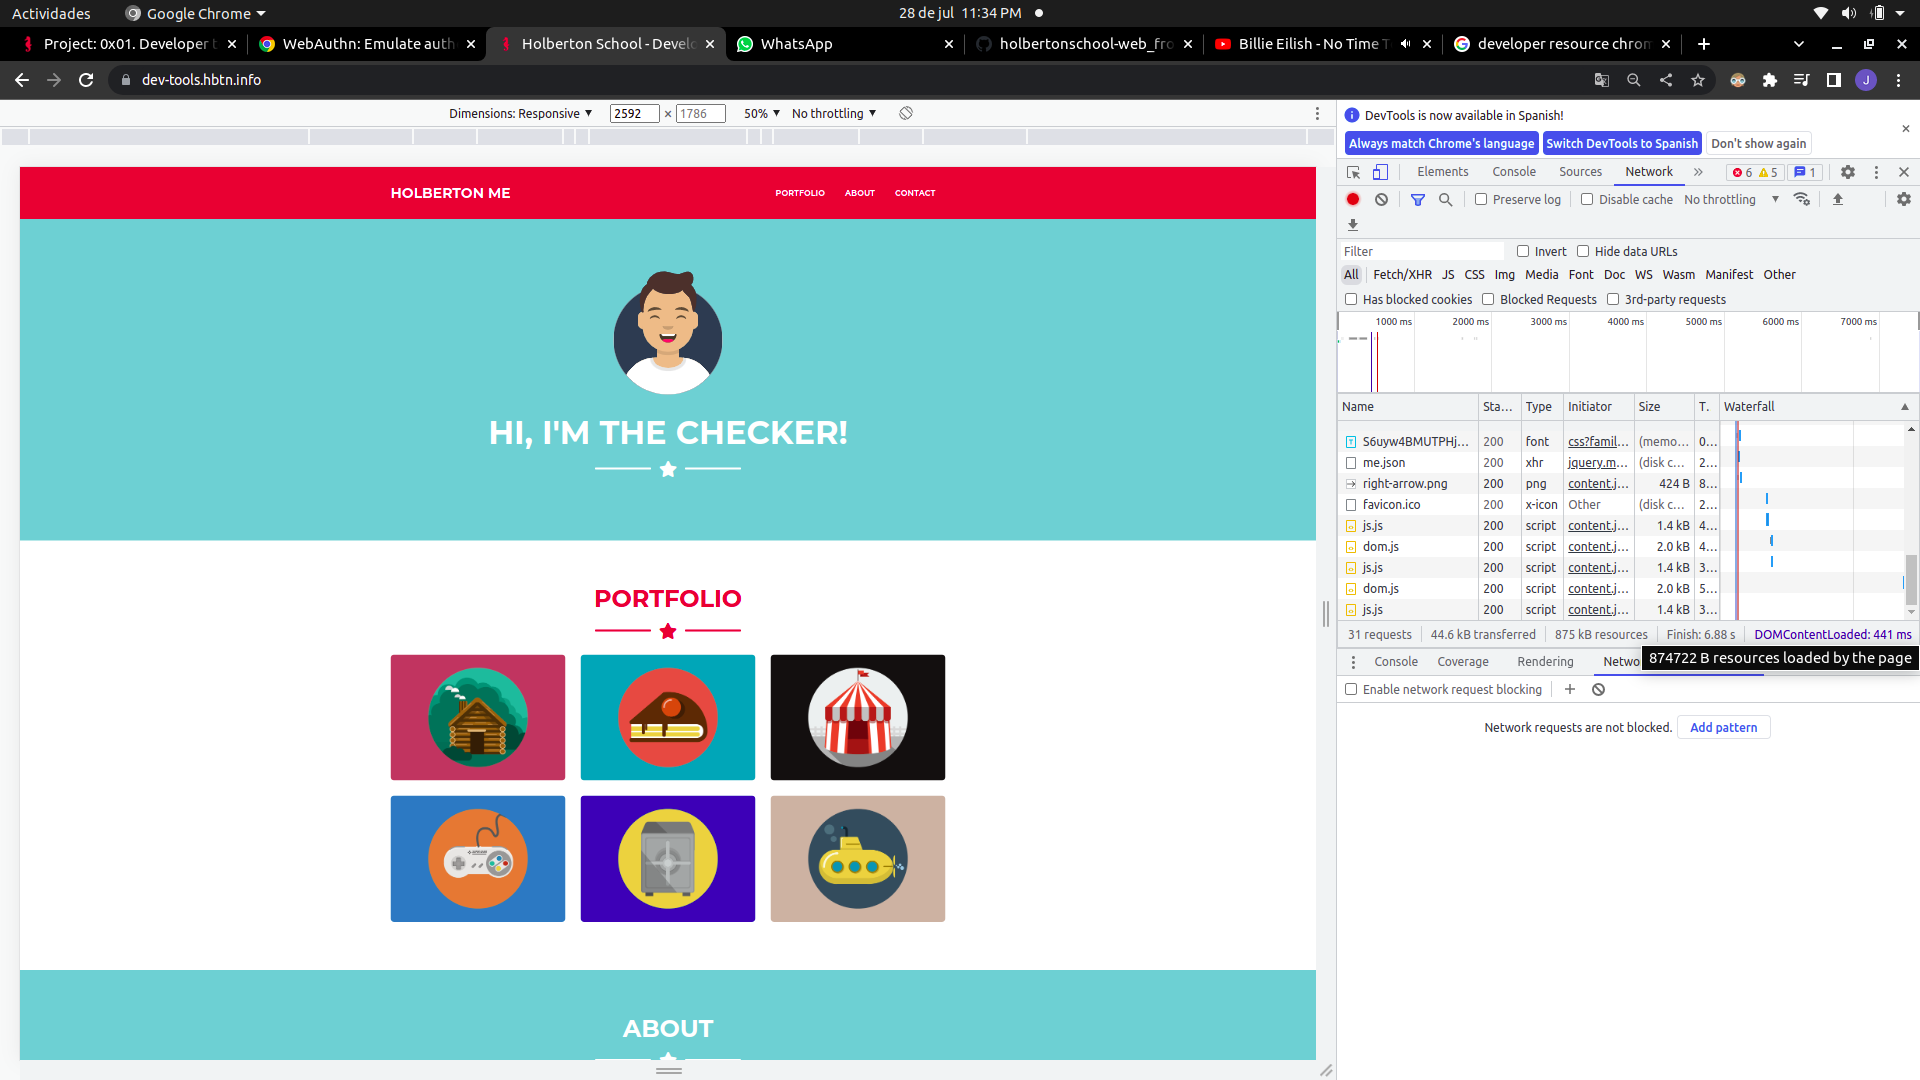 Actividades
Google Chrome
28 de jul 11:34 PM
Project: 0x01. Developer t
WebAuthn: Emulate auth
Holberton School - Develo
WhatsApp
holbertonschool-web_fro
Billie Eilish - No Time T
developer resource chrom
dev-tools.hbtn.info
J
Dimensions: Responsive
2592 × 1786
50%
No throttling
DevTools is now available in Spanish!
Always match Chrome's language
Switch DevTools to Spanish
Don't show again
Elements
Console
Sources
Network
6
5
1
Preserve log
Disable cache
No throttling
Filter
Invert
Hide data URLs
All
Fetch/XHR
JS
CSS
Img
Media
Font
Doc
WS
Wasm
Manifest
Other
Has blocked cookies
Blocked Requests
3rd-party requests
1000 ms
2000 ms
3000 ms
4000 ms
5000 ms
6000 ms
7000 ms
Name
Sta...
Type
Initiator
Size
T.
Waterfall
S6uyw4BMUTPHj... 200 font css?famil... (memo... 0...
me.json 200 xhr jquery.m... (disk c... 2...
right-arrow.png 200 png content.j... 424 B 8...
favicon.ico 200 x-icon Other (disk c... 2...
js.js 200 script content.j... 1.4 kB 4...
dom.js 200 script content.j... 2.0 kB 4...
js.js 200 script content.j... 1.4 kB 3...
dom.js 200 script content.j... 2.0 kB 5...
js.js 200 script content.j... 1.4 kB 3...
31 requests
44.6 kB transferred
875 kB resources
Finish: 6.88 s
DOMContentLoaded: 441 ms
874722 B resources loaded by the page
Console
Coverage
Rendering
Netwo
Enable network request blocking
Network requests are not blocked.
Add pattern
HOLBERTON ME
PORTFOLIO
ABOUT
CONTACT
HI, I'M THE CHECKER!
PORTFOLIO
ABOUT